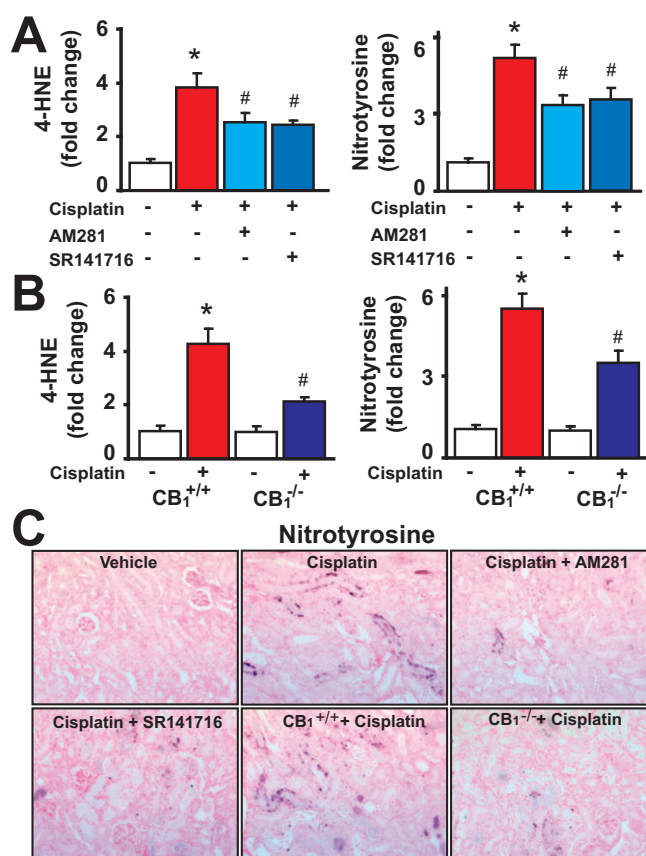 A
4-HNE
(fold change)
6
4
2
0
*
#
#
Cisplatin - + + +
AM281 - - + -
SR141716 - - - +
Nitrotyrosine
(fold change)
6
3
0
*
#
#
Cisplatin - + + +
AM281 - - + -
SR141716 - - - +
B
4-HNE
(fold change)
6
4
2
0
*
#
Cisplatin - + - +
CB₁⁺/⁺ CB₁⁻/⁻
Nitrotyrosine
(fold change)
6
3
0
*
#
Cisplatin - + - +
CB₁⁺/⁺ CB₁⁻/⁻
C
Nitrotyrosine
Vehicle
Cisplatin
Cisplatin + AM281
Cisplatin + SR141716
CB₁⁺/⁺+ Cisplatin
CB₁⁻/⁻+ Cisplatin